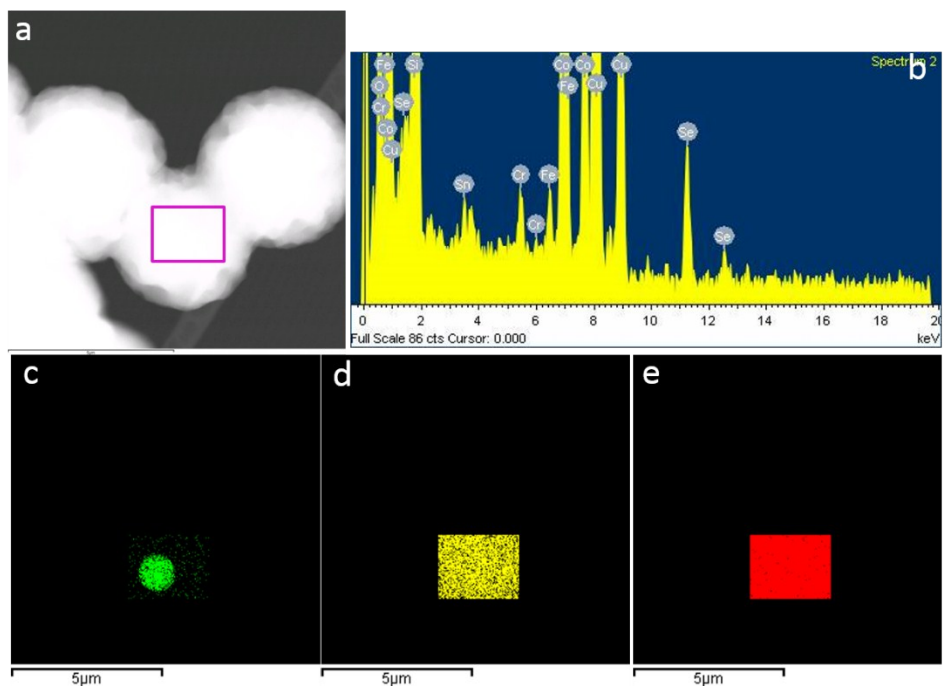 a
b
Spectrum 2
Fe
Si
O
Cr
Se
Co
Cu
Sn
Cr
Cr
Fe
Co
Fe
Co
Cu
Cu
Se
Se
0 2 4 6 8 10 12 14 16 18 20
Full Scale 86 cts Cursor: 0.000
keV
c
d
e
5µm
5µm
5µm